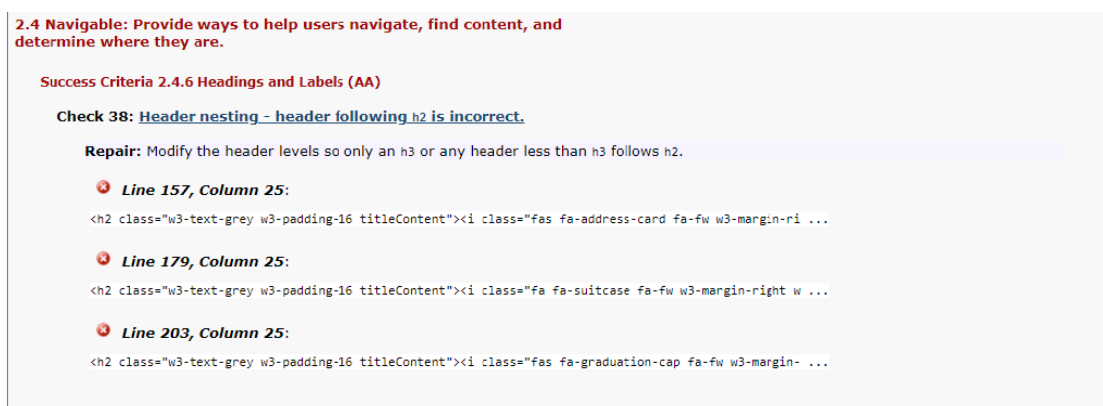 2.4 Navigable: Provide ways to help users navigate, find content, and
determine where they are.
Success Criteria 2.4.6 Headings and Labels (AA)
Check 38: Header nesting - header following h2 is incorrect.
Repair: Modify the header levels so only an h3 or any header less than h3 follows h2.
Line 157, Column 25:
<h2 class="w3-text-grey w3-padding-16 titleContent"><i class="fas fa-address-card fa-fw w3-margin-ri ...
Line 179, Column 25:
<h2 class="w3-text-grey w3-padding-16 titleContent"><i class="fa fa-suitcase fa-fw w3-margin-right w ...
Line 203, Column 25:
<h2 class="w3-text-grey w3-padding-16 titleContent"><i class="fas fa-graduation-cap fa-fw w3-margin- ...